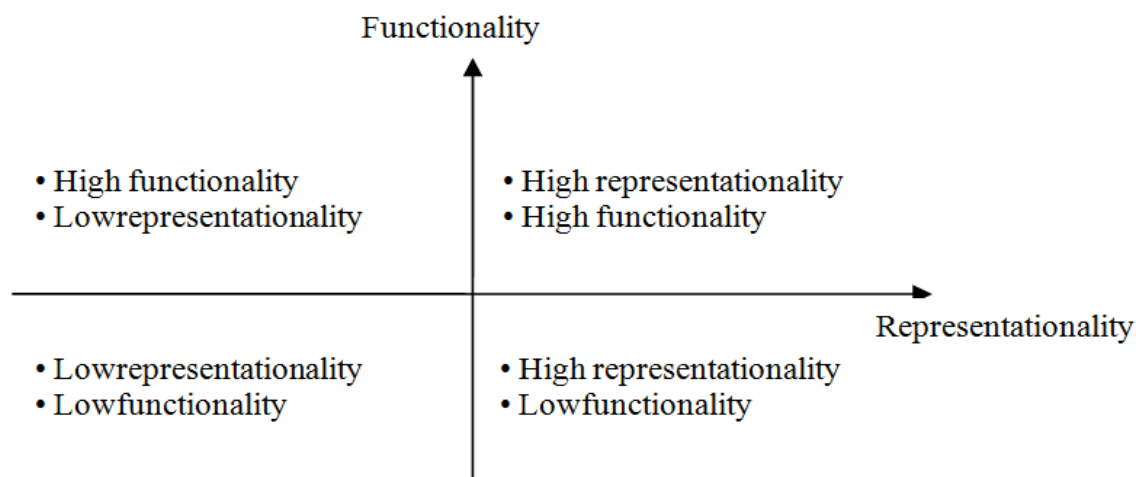 Functionality
• High functionality
• Lowrepresentationality
• High representationality
• High functionality
Representationality
• Lowrepresentationality
• Lowfunctionality
• High representationality
• Lowfunctionality